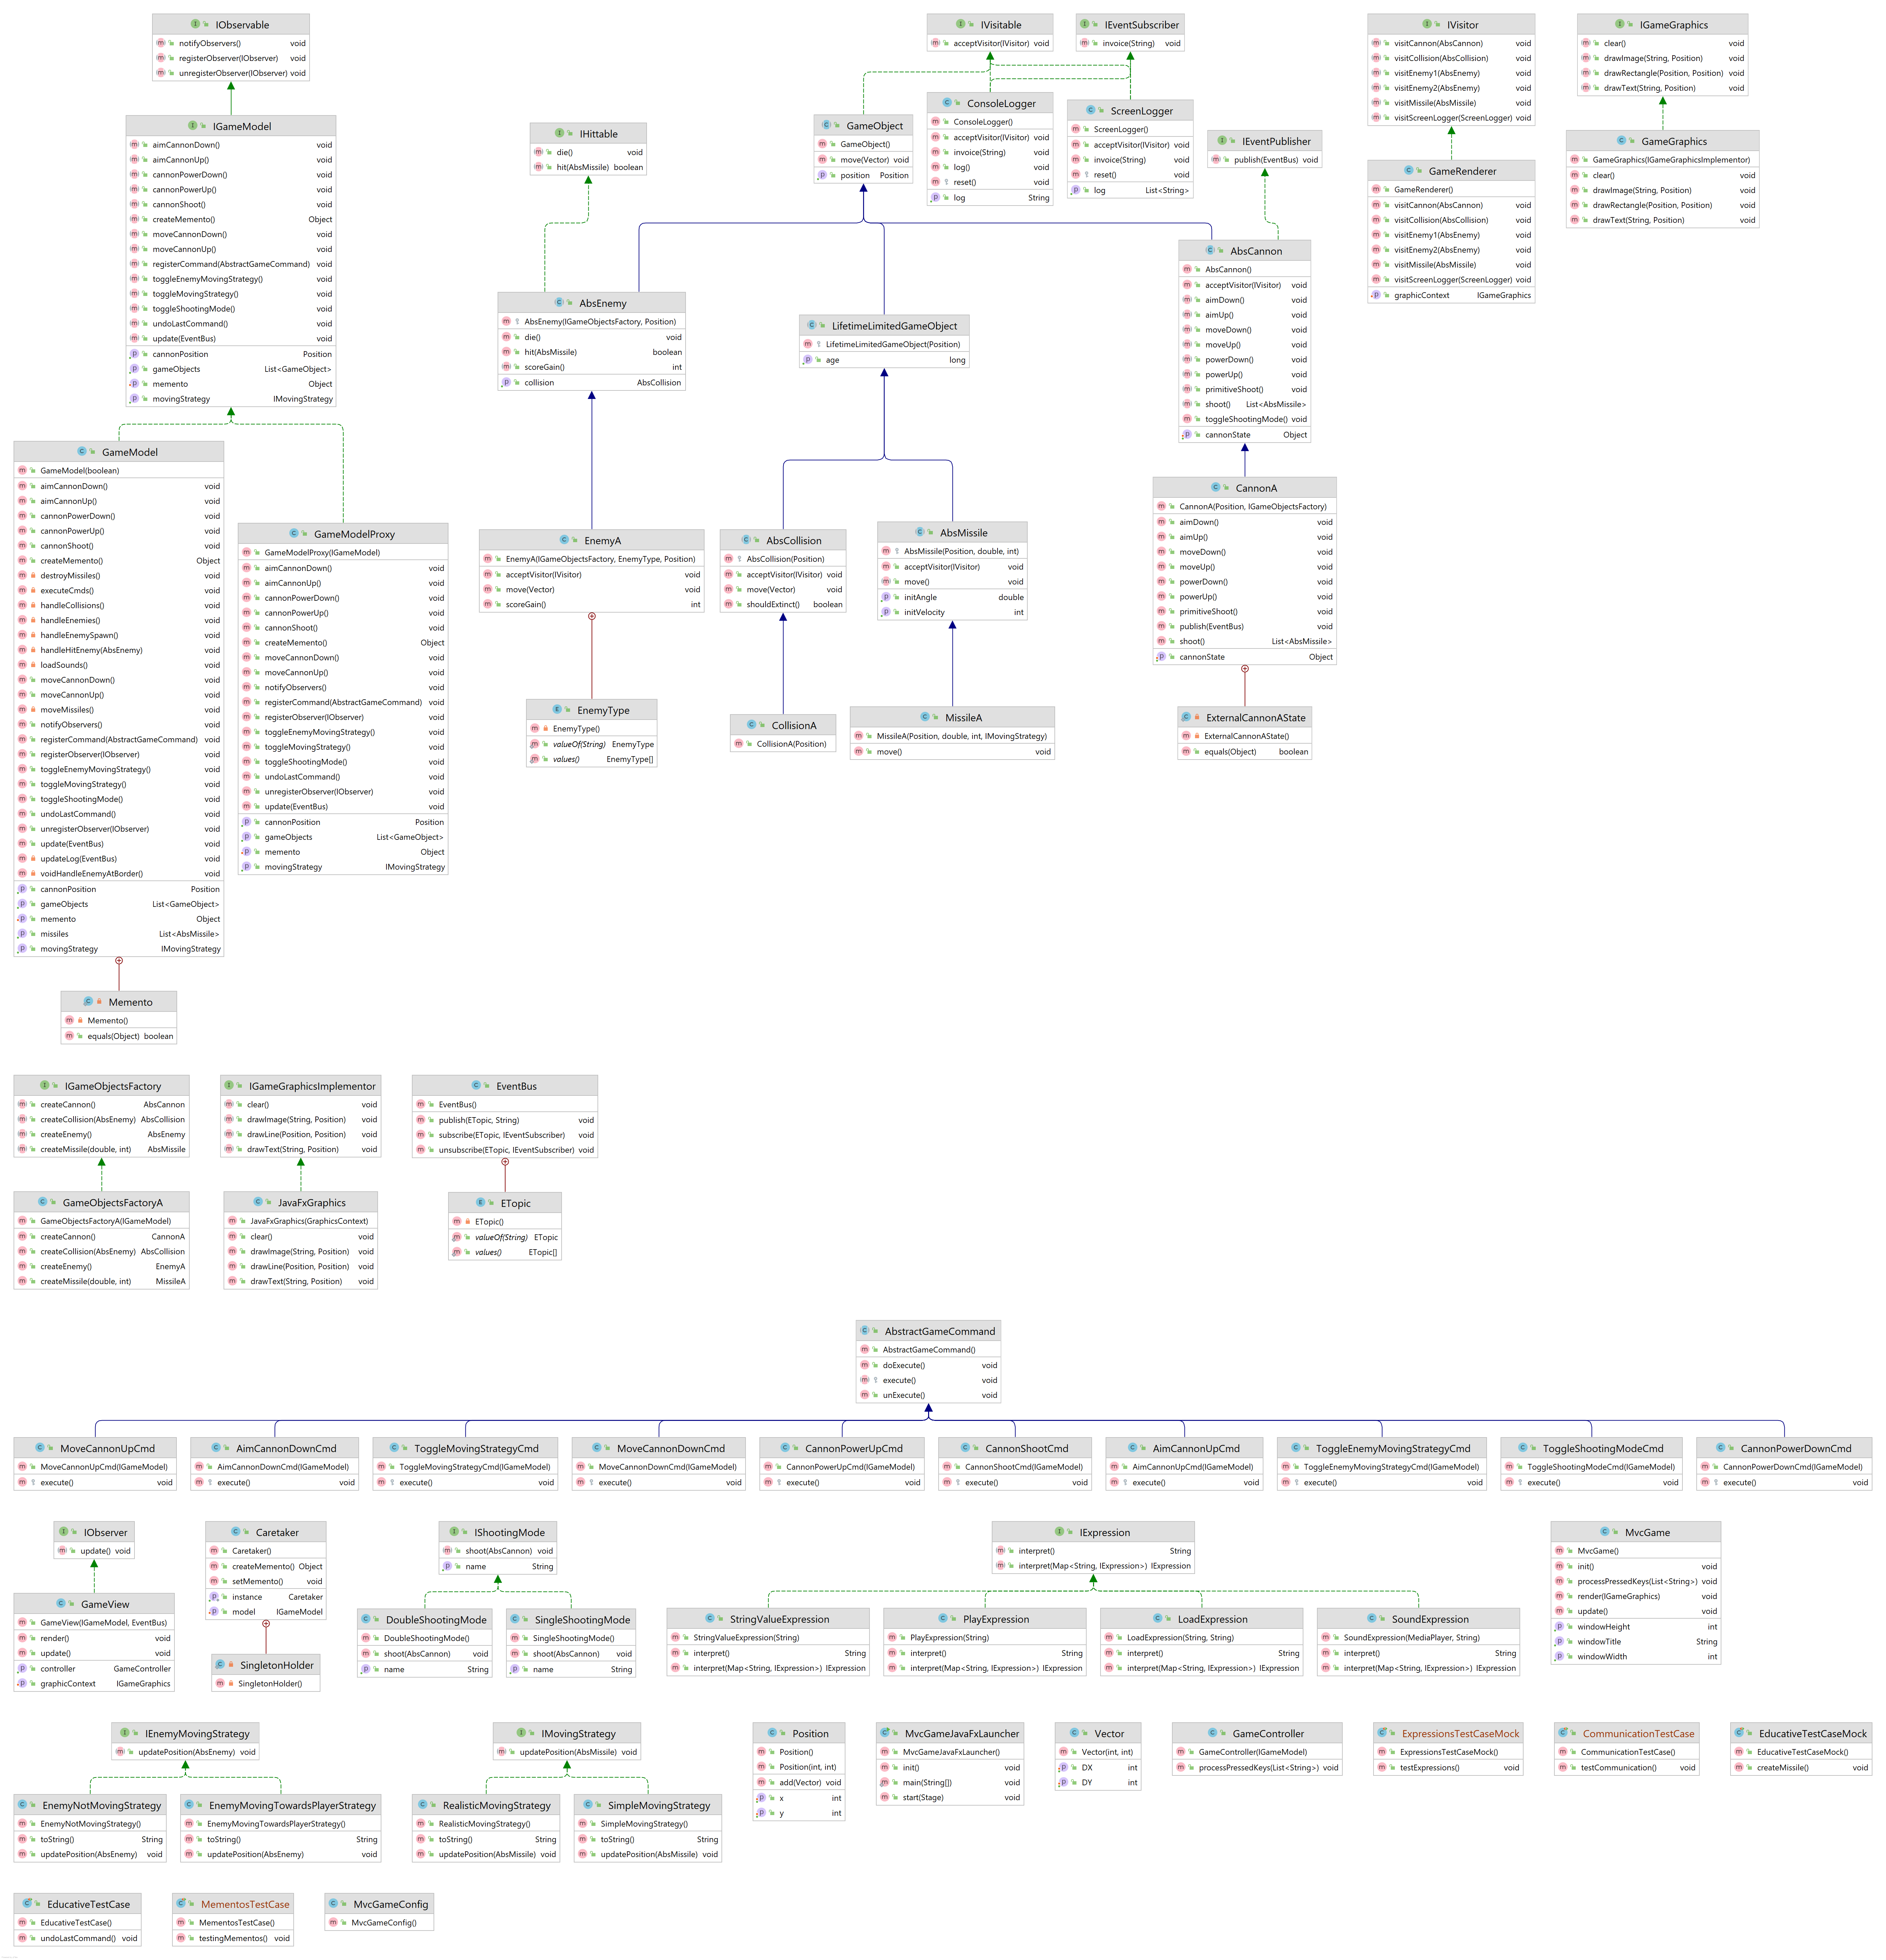 IObservable
notifyObservers() void
registerObserver(IObserver) void
unregisterObserver(IObserver) void
IVisitable
acceptVisitor(IVisitor) void
IEventSubscriber
invoice(String) void
IVisitor
visitCannon(AbsCannon) void
visitCollision(AbsCollision) void
visitEnemy1(AbsEnemy) void
visitEnemy2(AbsEnemy) void
visitMissile(AbsMissile) void
visitScreenLogger(ScreenLogger) void
IGameGraphics
clear() void
drawImage(String, Position) void
drawRectangle(Position, Position) void
drawText(String, Position) void
IGameModel
aimCannonDown() void
aimCannonUp() void
cannonPowerDown() void
cannonPowerUp() void
cannonShoot() void
createMemento() Object
moveCannonDown() void
moveCannonUp() void
registerCommand(AbstractGameCommand) void
toggleEnemyMovingStrategy() void
toggleMovingStrategy() void
toggleShootingMode() void
undoLastCommand() void
update(EventBus) void
cannonPosition Position
gameObjects List<GameObject>
memento Object
movingStrategy IMovingStrategy
IHittable
die() void
hit(AbsMissile) boolean
GameObject
GameObject()
move(Vector) void
position Position
ConsoleLogger
ConsoleLogger()
acceptVisitor(IVisitor) void
invoice(String) void
log() void
reset() void
log String
ScreenLogger
ScreenLogger()
acceptVisitor(IVisitor) void
invoice(String) void
reset() void
log List<String>
IEventPublisher
publish(EventBus) void
GameRenderer
GameRenderer()
visitCannon(AbsCannon) void
visitCollision(AbsCollision) void
visitEnemy1(AbsEnemy) void
visitEnemy2(AbsEnemy) void
visitMissile(AbsMissile) void
visitScreenLogger(ScreenLogger) void
graphicContext IGameGraphics
GameGraphics
GameGraphics(IGameGraphicsImplementor)
clear() void
drawImage(String, Position) void
drawRectangle(Position, Position) void
drawText(String, Position) void
AbsEnemy
AbsEnemy(IGameObjectsFactory, Position)
die() void
hit(AbsMissile) boolean
scoreGain() int
collision AbsCollision
LifetimeLimitedGameObject
LifetimeLimitedGameObject(Position)
age long
AbsCannon
AbsCannon()
acceptVisitor(IVisitor) void
aimDown() void
aimUp() void
moveDown() void
moveUp() void
powerDown() void
powerUp() void
primitiveShoot() void
shoot() List<AbsMissile>
toggleShootingMode() void
cannonState Object
GameModel
GameModel(boolean)
aimCannonDown() void
aimCannonUp() void
cannonPowerDown() void
cannonPowerUp() void
cannonShoot() void
createMemento() Object
destroyMissiles() void
executeCmds() void
handleCollisions() void
handleEnemies() void
handleEnemySpawn() void
handleHitEnemy(AbsEnemy) void
loadSounds() void
moveCannonDown() void
moveCannonUp() void
moveMissiles() void
notifyObservers() void
registerCommand(AbstractGameCommand) void
registerObserver(IObserver) void
toggleEnemyMovingStrategy() void
toggleMovingStrategy() void
toggleShootingMode() void
undoLastCommand() void
unregisterObserver(IObserver) void
update(EventBus) void
updateLog(EventBus) void
voidHandleEnemyAtBorder() void
cannonPosition Position
gameObjects List<GameObject>
memento Object
missiles List<AbsMissile>
movingStrategy IMovingStrategy
GameModelProxy
GameModelProxy(IGameModel)
aimCannonDown() void
aimCannonUp() void
cannonPowerDown() void
cannonPowerUp() void
cannonShoot() void
createMemento() Object
moveCannonDown() void
moveCannonUp() void
notifyObservers() void
registerCommand(AbstractGameCommand) void
registerObserver(IObserver) void
toggleEnemyMovingStrategy() void
toggleMovingStrategy() void
toggleShootingMode() void
undoLastCommand() void
unregisterObserver(IObserver) void
update(EventBus) void
cannonPosition Position
gameObjects List<GameObject>
memento Object
movingStrategy IMovingStrategy
EnemyA
EnemyA(IGameObjectsFactory, EnemyType, Position)
acceptVisitor(IVisitor) void
move(Vector) void
scoreGain() int
AbsCollision
AbsCollision(Position)
acceptVisitor(IVisitor) void
move(Vector) void
shouldExtinct() boolean
AbsMissile
AbsMissile(Position, double, int)
acceptVisitor(IVisitor) void
move() void
initAngle double
initVelocity int
CannonA
CannonA(Position, IGameObjectsFactory)
aimDown() void
aimUp() void
moveDown() void
moveUp() void
powerDown() void
powerUp() void
primitiveShoot() void
publish(EventBus) void
shoot() List<AbsMissile>
cannonState Object
EnemyType
EnemyType()
valueOf(String) EnemyType
values() EnemyType[]
CollisionA
CollisionA(Position)
MissileA
MissileA(Position, double, int, IMovingStrategy)
move() void
ExternalCannonAState
ExternalCannonAState()
equals(Object) boolean
Memento
Memento()
equals(Object) boolean
IGameObjectsFactory
createCannon() AbsCannon
createCollision(AbsEnemy) AbsCollision
createEnemy() AbsEnemy
createMissile(double, int) AbsMissile
IGameGraphicsImplementor
clear() void
drawImage(String, Position) void
drawLine(Position, Position) void
drawText(String, Position) void
EventBus
EventBus()
publish(ETopic, String) void
subscribe(ETopic, IEventSubscriber) void
unsubscribe(ETopic, IEventSubscriber) void
GameObjectsFactoryA
GameObjectsFactoryA(IGameModel)
createCannon() CannonA
createCollision(AbsEnemy) AbsCollision
createEnemy() EnemyA
createMissile(double, int) MissileA
JavaFxGraphics
JavaFxGraphics(GraphicsContext)
clear() void
drawImage(String, Position) void
drawLine(Position, Position) void
drawText(String, Position) void
ETopic
ETopic()
valueOf(String) ETopic
values() ETopic[]
AbstractGameCommand
AbstractGameCommand()
doExecute() void
execute() void
unExecute() void
MoveCannonUpCmd
MoveCannonUpCmd(IGameModel)
execute() void
AimCannonDownCmd
AimCannonDownCmd(IGameModel)
execute() void
ToggleMovingStrategyCmd
ToggleMovingStrategyCmd(IGameModel)
execute() void
MoveCannonDownCmd
MoveCannonDownCmd(IGameModel)
execute() void
CannonPowerUpCmd
CannonPowerUpCmd(IGameModel)
execute() void
CannonShootCmd
CannonShootCmd(IGameModel)
execute() void
AimCannonUpCmd
AimCannonUpCmd(IGameModel)
execute() void
ToggleEnemyMovingStrategyCmd
ToggleEnemyMovingStrategyCmd(IGameModel)
execute() void
ToggleShootingModeCmd
ToggleShootingModeCmd(IGameModel)
execute() void
CannonPowerDownCmd
CannonPowerDownCmd(IGameModel)
execute() void
IObserver
update() void
Caretaker
Caretaker()
createMemento() Object
setMemento() void
instance Caretaker
model IGameModel
IShootingMode
shoot(AbsCannon) void
name String
IExpression
interpret() String
interpret(Map<String, IExpression>) IExpression
MvcGame
MvcGame()
init() void
processPressedKeys(List<String>) void
render(IGameGraphics) void
update() void
windowHeight int
windowTitle String
windowWidth int
GameView
GameView(IGameModel, EventBus)
render() void
update() void
controller GameController
graphicContext IGameGraphics
SingletonHolder
SingletonHolder()
DoubleShootingMode
DoubleShootingMode()
shoot(AbsCannon) void
name String
SingleShootingMode
SingleShootingMode()
shoot(AbsCannon) void
name String
StringValueExpression
StringValueExpression(String)
interpret() String
interpret(Map<String, IExpression>) IExpression
PlayExpression
PlayExpression(String)
interpret() String
interpret(Map<String, IExpression>) IExpression
LoadExpression
LoadExpression(String, String)
interpret() String
interpret(Map<String, IExpression>) IExpression
SoundExpression
SoundExpression(MediaPlayer, String)
interpret() String
interpret(Map<String, IExpression>) IExpression
IEnemyMovingStrategy
updatePosition(AbsEnemy) void
IMovingStrategy
updatePosition(AbsMissile) void
Position
Position()
Position(int, int)
add(Vector) void
x int
y int
MvcGameJavaFxLauncher
MvcGameJavaFxLauncher()
init() void
main(String[]) void
start(Stage) void
Vector
Vector(int, int)
DX int
DY int
GameController
GameController(IGameModel)
processPressedKeys(List<String>) void
ExpressionsTestCaseMock
ExpressionsTestCaseMock()
testExpressions() void
CommunicationTestCase
CommunicationTestCase()
testCommunication() void
EducativeTestCaseMock
EducativeTestCaseMock()
createMissile() void
EnemyNotMovingStrategy
EnemyNotMovingStrategy()
toString() String
updatePosition(AbsEnemy) void
EnemyMovingTowardsPlayerStrategy
EnemyMovingTowardsPlayerStrategy()
toString() String
updatePosition(AbsEnemy) void
RealisticMovingStrategy
RealisticMovingStrategy()
toString() String
updatePosition(AbsMissile) void
SimpleMovingStrategy
SimpleMovingStrategy()
toString() String
updatePosition(AbsMissile) void
EducativeTestCase
EducativeTestCase()
undoLastCommand() void
MementosTestCase
MementosTestCase()
testingMementos() void
MvcGameConfig
MvcGameConfig()